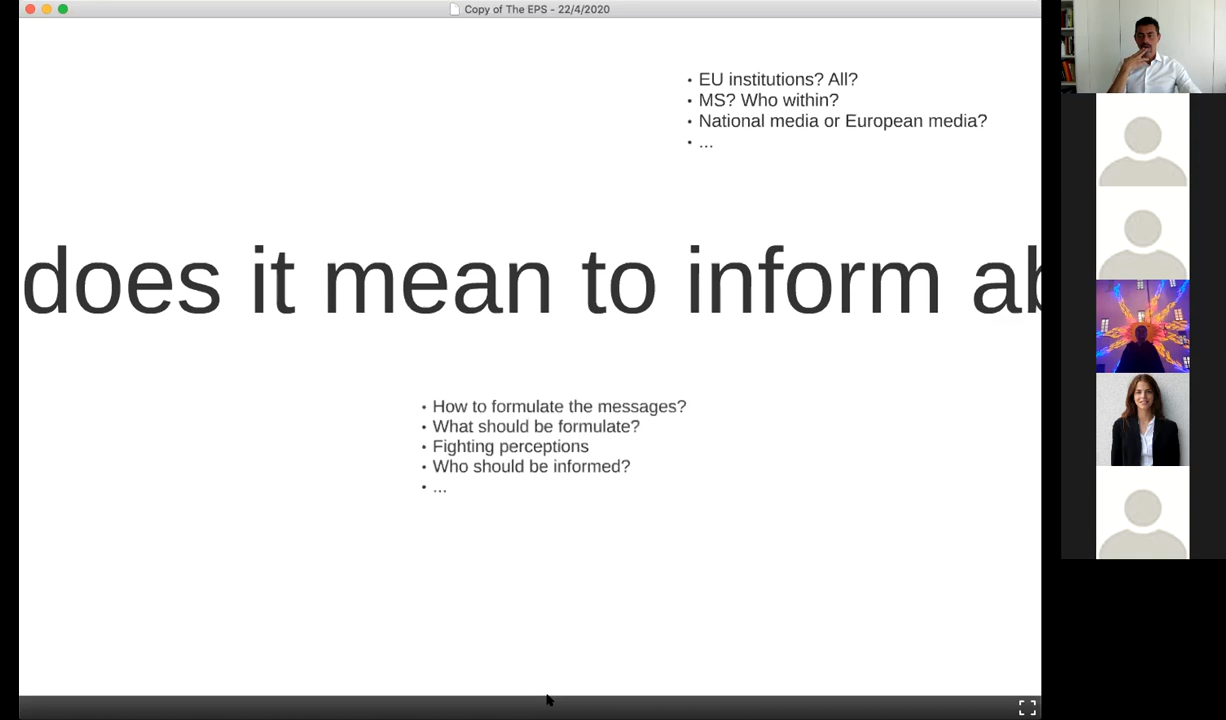 Copy of The EPS - 22/4/2020
• EU institutions? All?
• MS? Who within?
• National media or European media?
• ...
does it mean to inform ab
• How to formulate the messages?
• What should be formulate?
• Fighting perceptions
• Who should be informed?
• ...